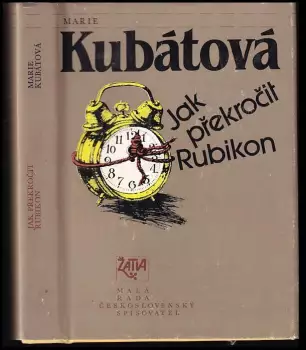 MARIE
KUBÁTOVÁ
JAK PŘEKROČIT
RUBIKON
MARIE
Kubátová
Jak
překročit
Rubikon
ŽATVA
MALÁ
ŘADA
ČESKOSLOVENSKÝ
SPISOVATEL